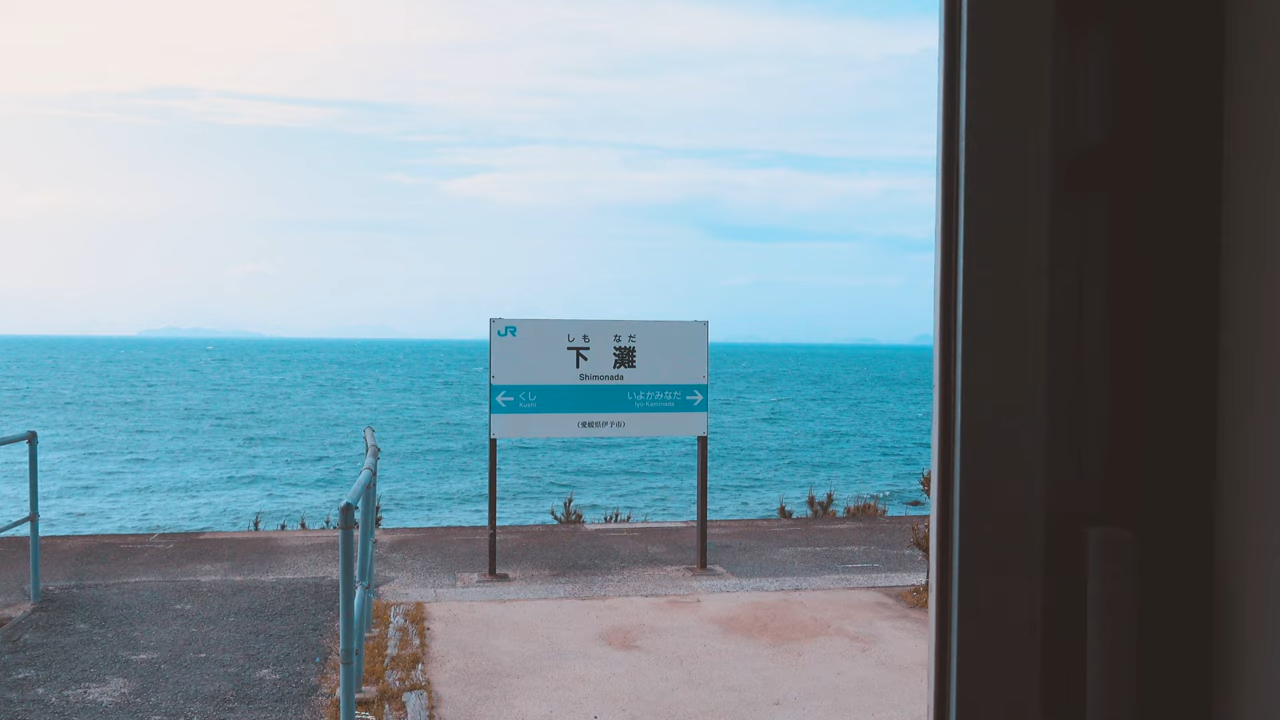 JR
しも なだ
下 灘
Shimonada
← くし いよかみなだ →
Kushi Iyo-Kaminada
（愛媛県伊予市）